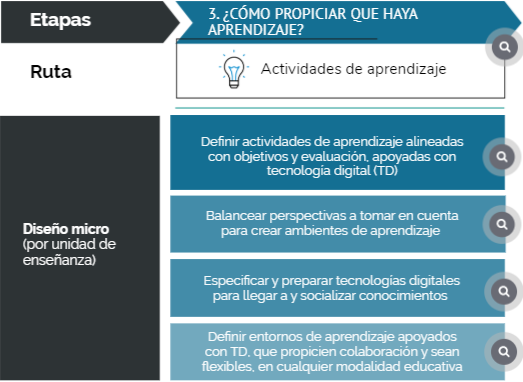 Etapas
3. ¿CÓMO PROPICIAR QUE HAYA
APRENDIZAJE?
Ruta
Actividades de aprendizaje
Diseño micro
(por unidad de
enseñanza)
Definir actividades de aprendizaje alineadas
con objetivos y evaluación, apoyadas con
tecnología digital (TD)
Balancear perspectivas a tomar en cuenta
para crear ambientes de aprendizaje
Especificar y preparar tecnologías digitales
para llegar a y socializar conocimientos
Definir entornos de aprendizaje apoyados
con TD, que propicien colaboración y sean
flexibles, en cualquier modalidad educativa